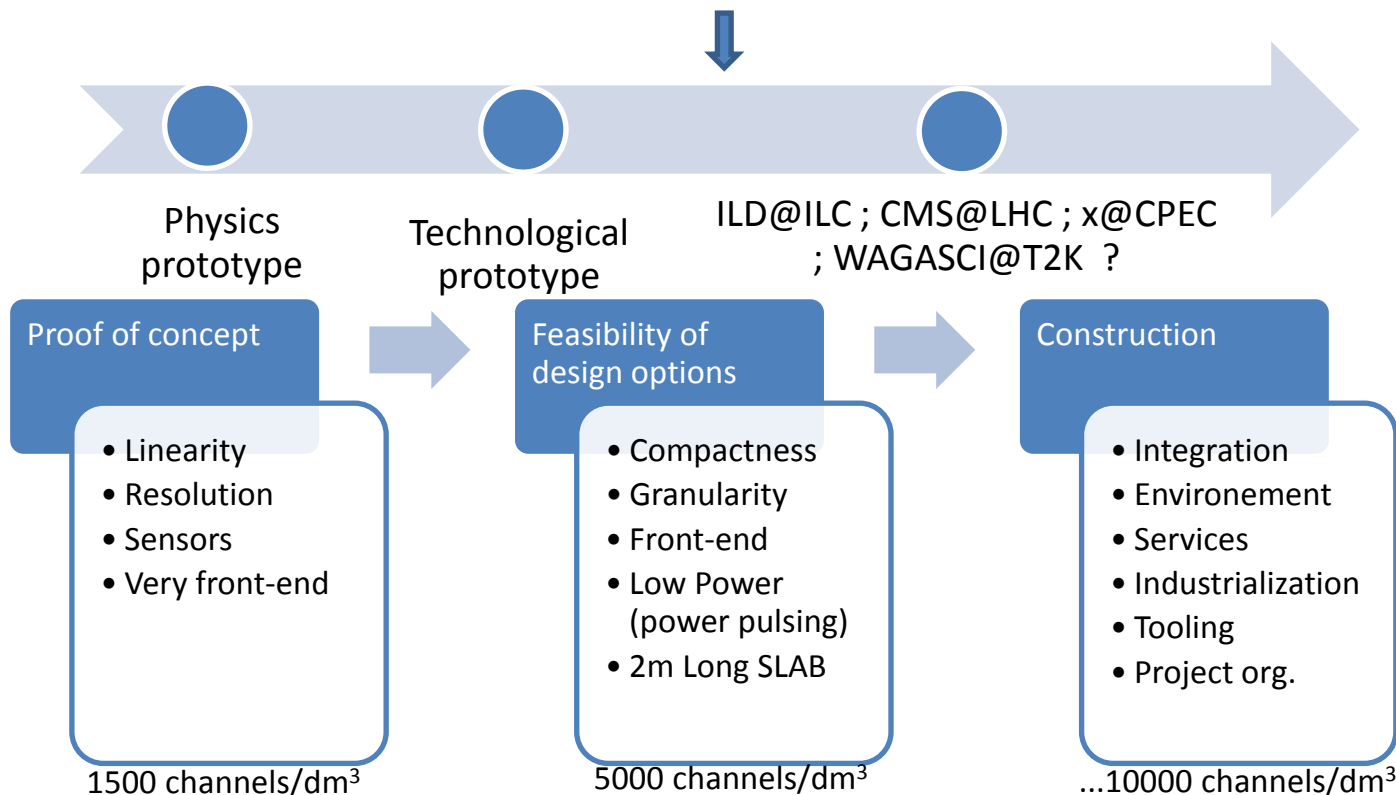 Physics
prototype
Technological
prototype
ILD@ILC ; CMS@LHC ; x@CPEC
; WAGASCI@T2K ?
Proof of concept
• Linearity
• Resolution
• Sensors
• Very front-end
1500 channels/dm³
Feasibility of
design options
• Compactness
• Granularity
• Front-end
• Low Power
(power pulsing)
• 2m Long SLAB
5000 channels/dm³
Construction
• Integration
• Environement
• Services
• Industrialization
• Tooling
• Project org.
...10000 channels/dm³